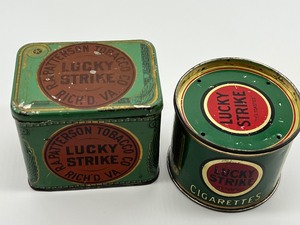 R.A. PATTERSON TOBACCO CO.
LUCKY
STRIKE
RICH'D VA
R.A. PATTERSON TOBACCO CO.
LUCKY
STRIKE
RICH'D VA
LUCKY
STRIKE
LUCKY
STRIKE
CIGARETTES